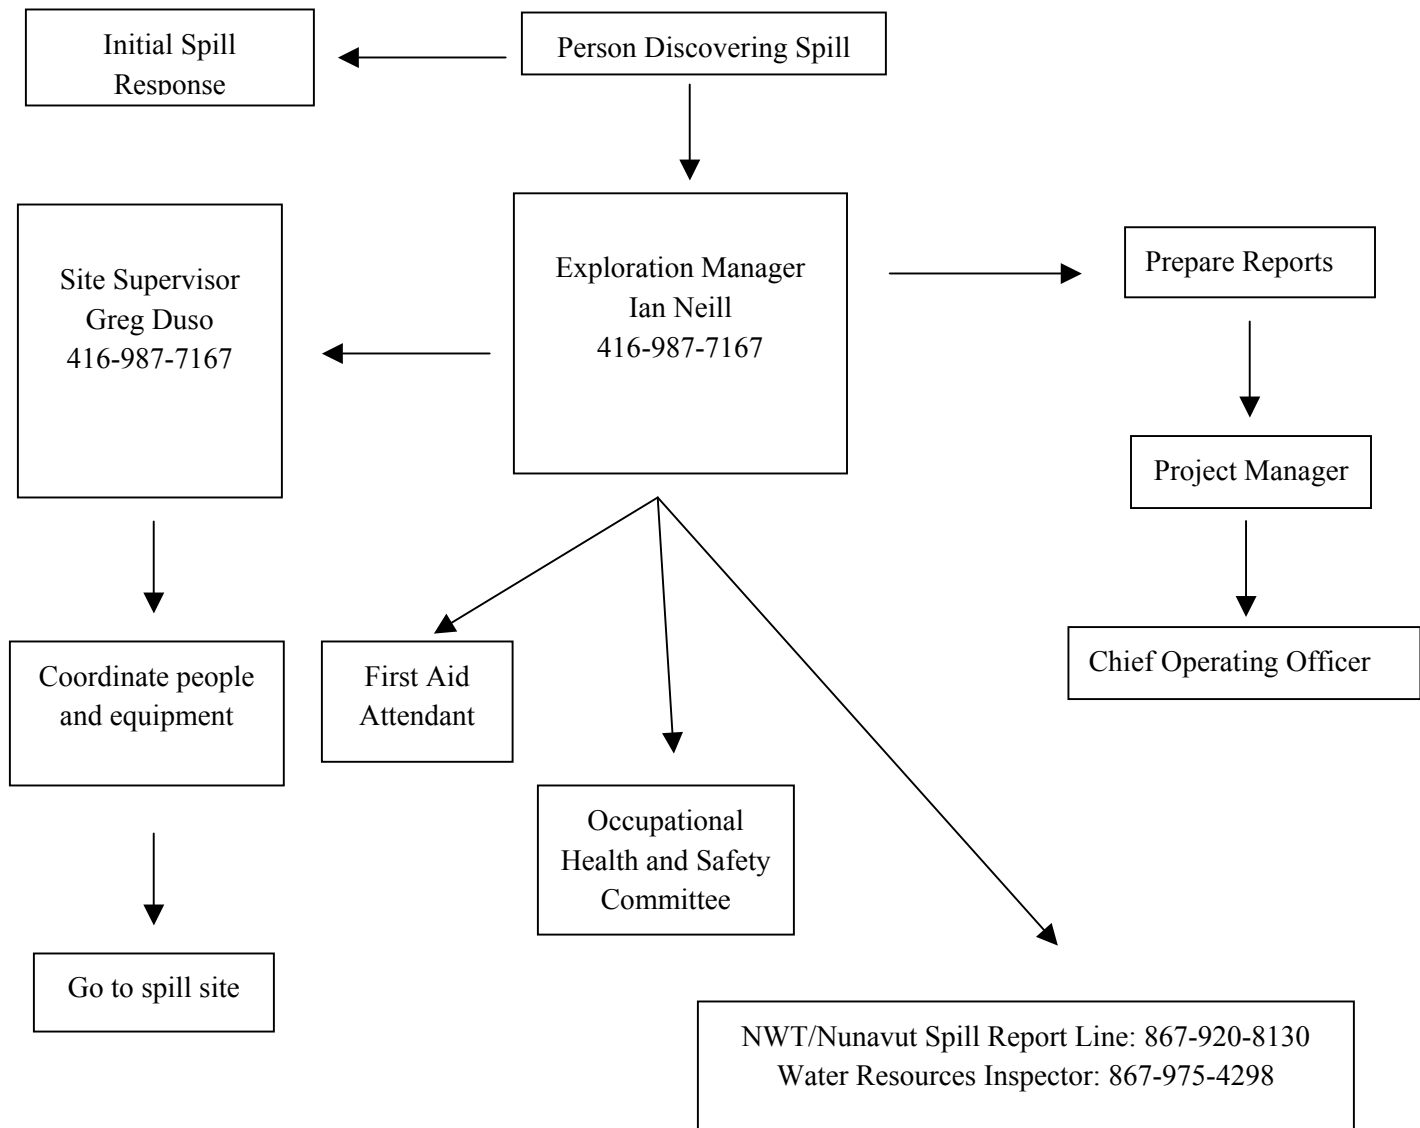 Initial Spill
Response
Person Discovering Spill
Site Supervisor
Greg Duso
416-987-7167
Exploration Manager
Ian Neill
416-987-7167
Prepare Reports
Project Manager
Chief Operating Officer
Coordinate people
and equipment
First Aid
Attendant
Occupational
Health and Safety
Committee
Go to spill site
NWT/Nunavut Spill Report Line: 867-920-8130
Water Resources Inspector: 867-975-4298